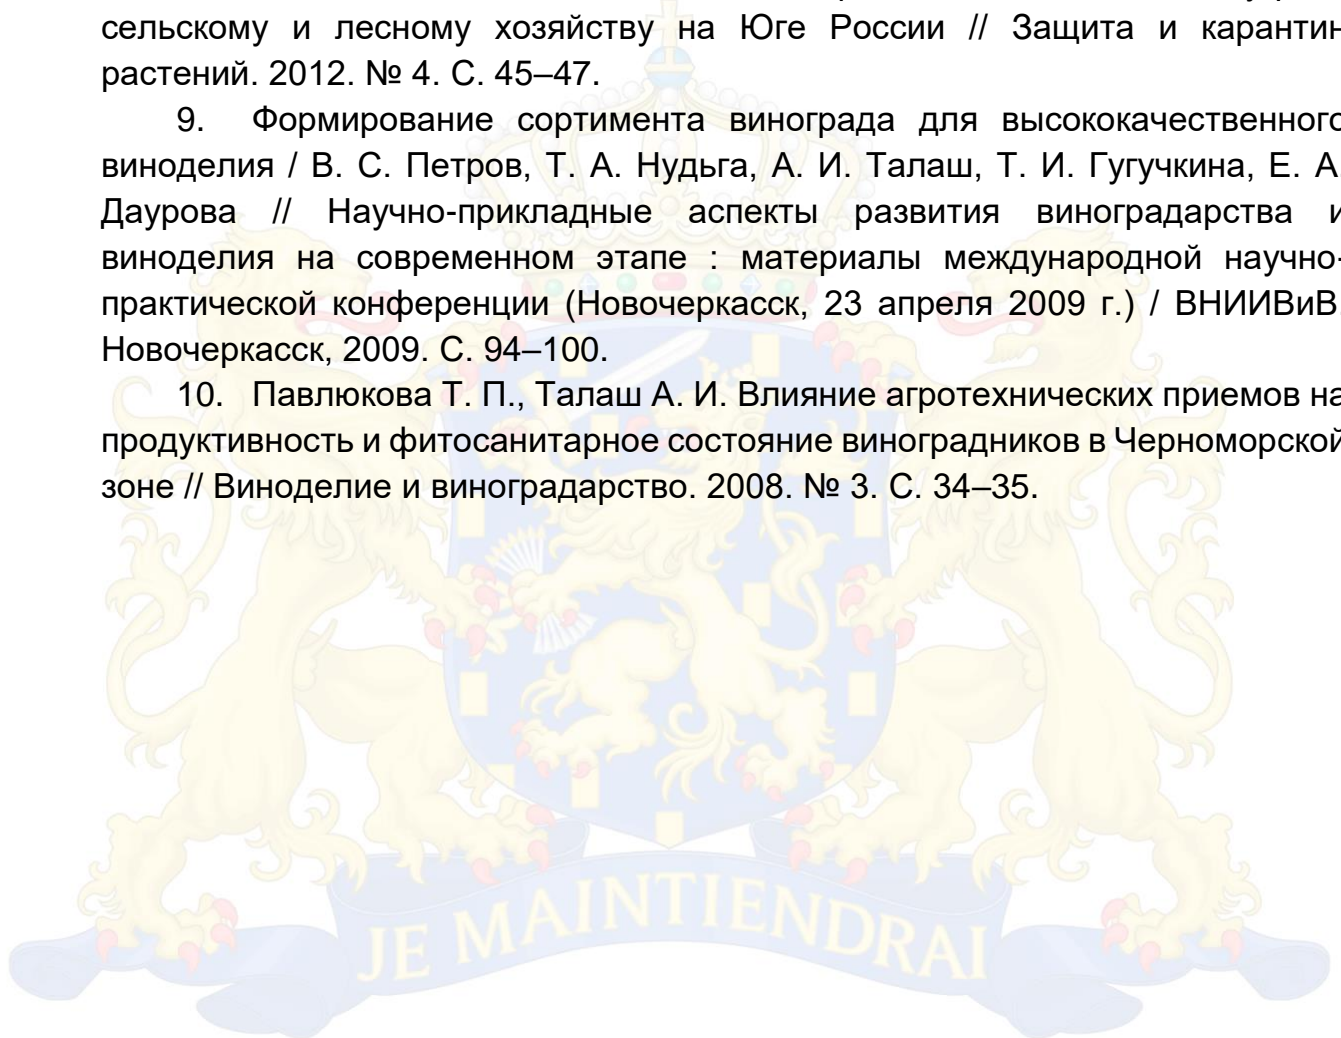 сельскому и лесному хозяйству на Юге России // Защита и карантин
растений. 2012. № 4. С. 45–47.
9. Формирование сортимента винограда для высококачественного
виноделия / В. С. Петров, Т. А. Нудьга, А. И. Талаш, Т. И. Гугучкина, Е. А.
Даурова // Научно-прикладные аспекты развития виноградарства и
виноделия на современном этапе : материалы международной научно-
практической конференции (Новочеркасск, 23 апреля 2009 г.) / ВНИИВиВ.
Новочеркасск, 2009. С. 94–100.
10. Павлюкова Т. П., Талаш А. И. Влияние агротехнических приемов на
продуктивность и фитосанитарное состояние виноградников в Черноморской
зоне // Виноделие и виноградарство. 2008. № 3. С. 34–35.
JE MAINTIENDRAI